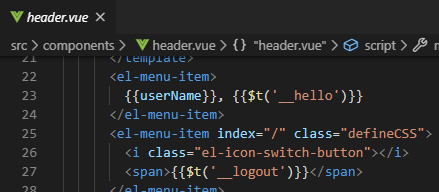 header.vue ×
src > components > header.vue > {} "header.vue" > script >
21 </template>
22 <el-menu-item>
23 {{userName}}, {{$t('__hello')}}
24 </el-menu-item>
25 <el-menu-item index="/" class="defineCSS">
26 <i class="el-icon-switch-button"></i>
27 <span>{{$t('__logout')}}</span>
28 </el-menu-item>